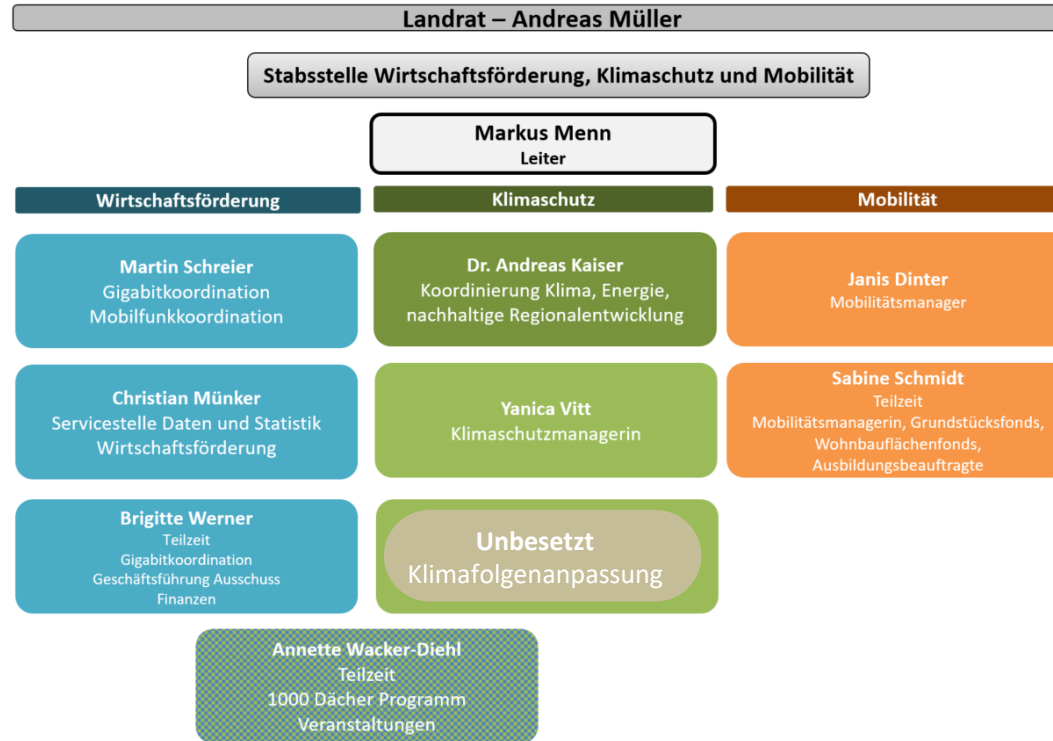 Landrat – Andreas Müller
Stabsstelle Wirtschaftsförderung, Klimaschutz und Mobilität
Markus Menn
Leiter
Wirtschaftsförderung
Martin Schreier
Gigabitkoordination
Mobilfunkkoordination
Christian Münker
Servicestelle Daten und Statistik
Wirtschaftsförderung
Brigitte Werner
Teilzeit
Gigabitkoordination
Geschäftsführung Ausschuss
Finanzen
Klimaschutz
Dr. Andreas Kaiser
Koordinierung Klima, Energie,
nachhaltige Regionalentwicklung
Yanica Vitt
Klimaschutzmanagerin
Unbesetzt
Klimafolgenanpassung
Mobilität
Janis Dinter
Mobilitätsmanager
Sabine Schmidt
Teilzeit
Mobilitätsmanagerin, Grundstücksfonds,
Wohnbauflächenfonds,
Ausbildungsbeauftragte
Annette Wacker-Diehl
Teilzeit
1000 Dächer Programm
Veranstaltungen